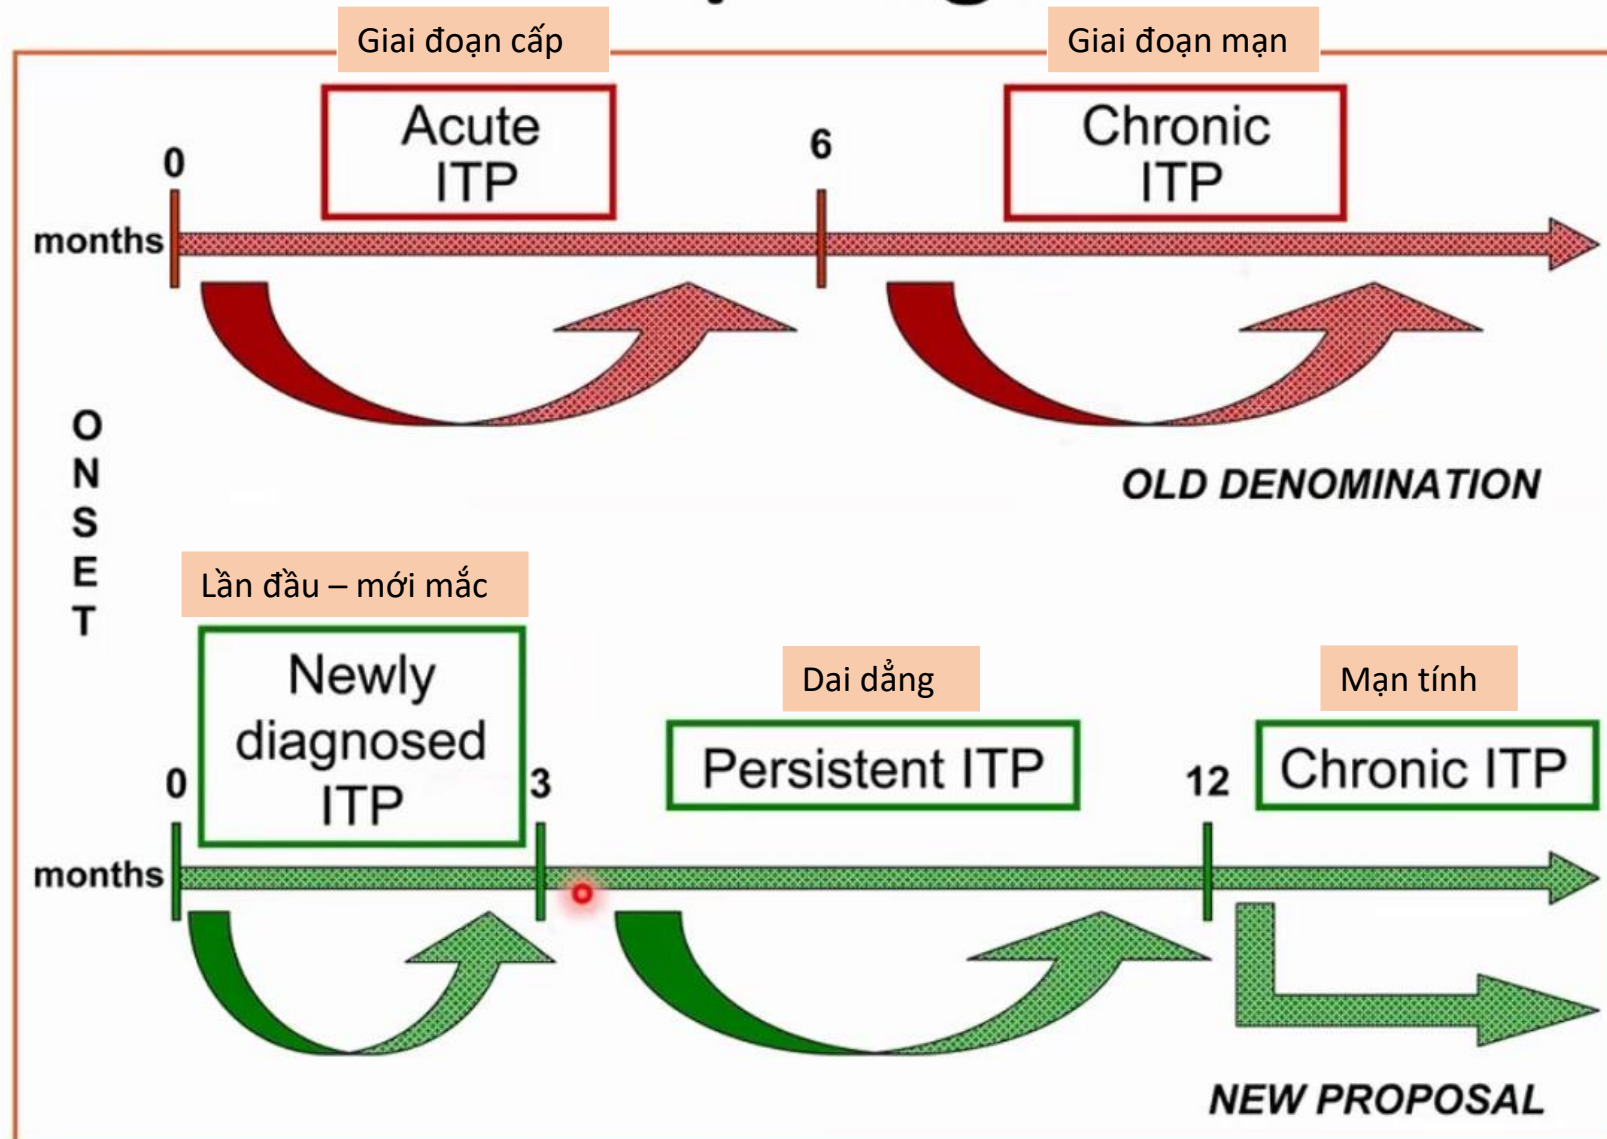 Giai đoạn cấp
Giai đoạn mạn
Acute
ITP
Chronic
ITP
0
6
months
ONSET
OLD DENOMINATION
Lần đầu – mới mắc
Newly
diagnosed
ITP
Dai dẳng
Persistent ITP
Mạn tính
Chronic ITP
0
3
12
months
NEW PROPOSAL